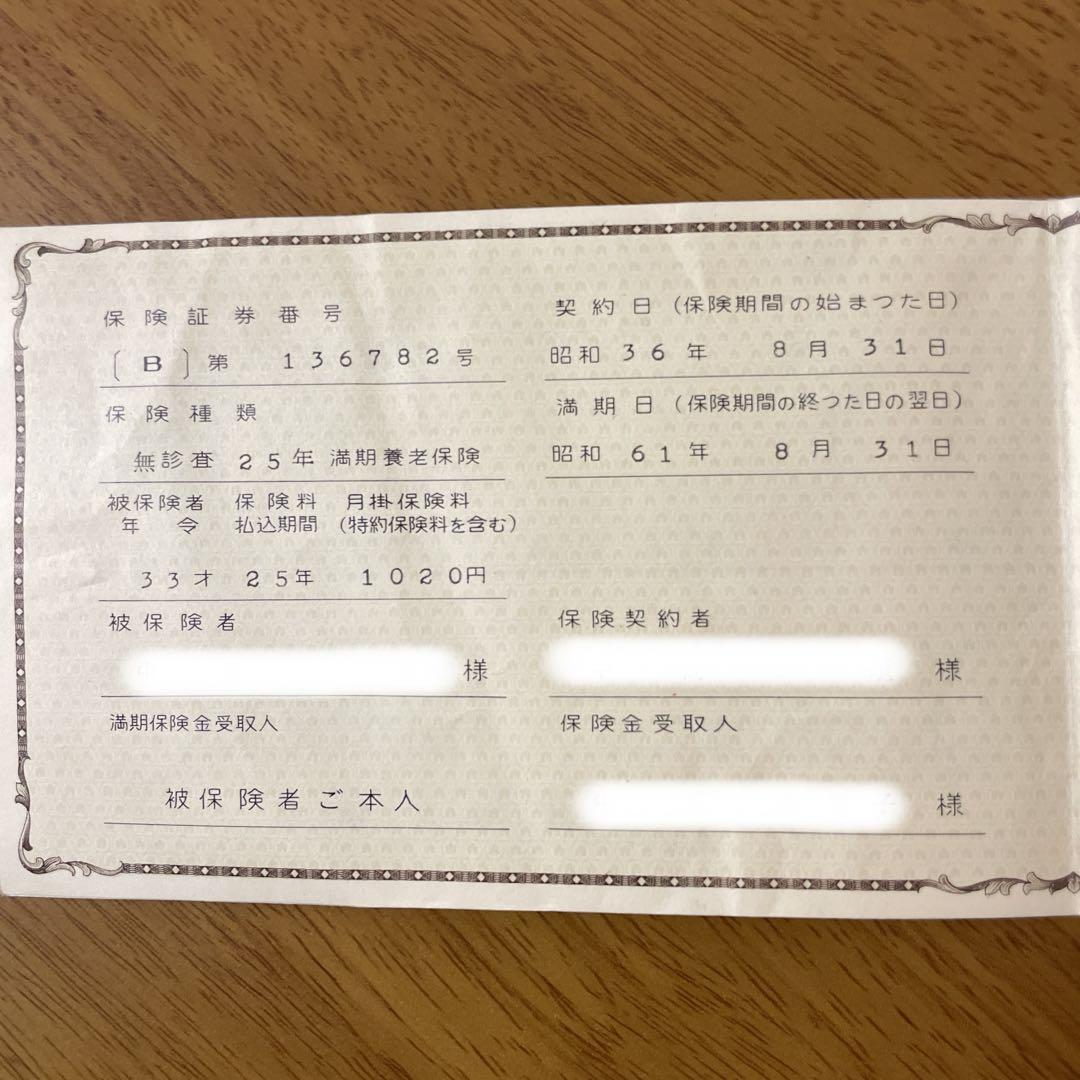 保険証券番号
〔B〕第 136782号
保険種類
無診査 25年 満期養老保険
被保険者 保険料 月掛保険料
年令 払込期間 (特約保険料を含む)
33才 25年 1020円
被保険者
様
満期保険金受取人
被保険者ご本人
契約日(保険期間の始まつた日)
昭和36年 8月31日
満期日(保険期間の終つた日の翌日)
昭和61年 8月31日
保険契約者
様
保険金受取人
様